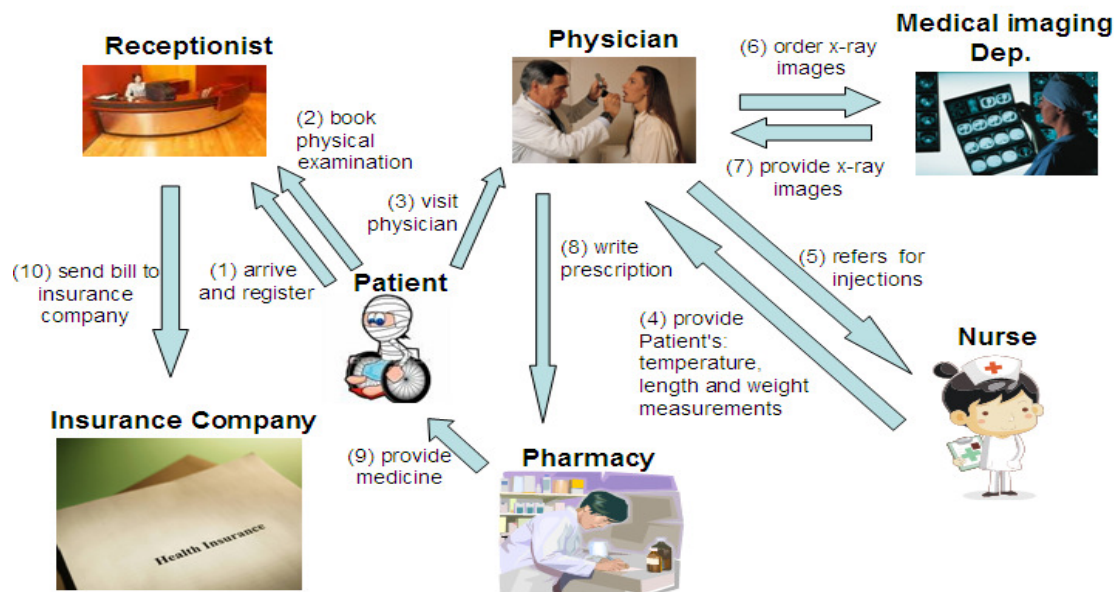 Receptionist
Physician
Medical imaging
Dep.
(6) order x-ray
images
(2) book
physical
examination
(7) provide x-ray
images
(3) visit
physician
(10) send bill to
insurance
company
(1) arrive
and register
Patient
(8) write
prescription
(5) refers for
injections
(4) provide
Patient's:
temperature,
length and weight
measurements
Nurse
Insurance Company
(9) provide
medicine
Pharmacy
Health Insurance